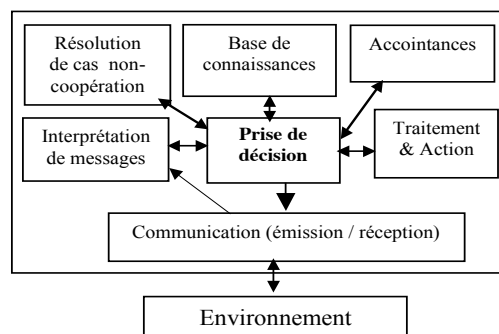 Résolution
de cas non-
coopération
Base de
connaissances
Accointances
Interprétation
de messages
Prise de
décision
Traitement
& Action
Communication (émission / réception)
Environnement